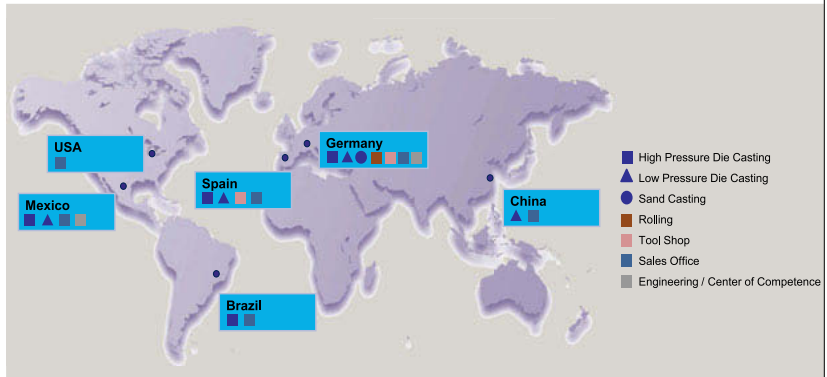 USA
Germany
Spain
Mexico
China
Brazil
High Pressure Die Casting
Low Pressure Die Casting
Sand Casting
Rolling
Tool Shop
Sales Office
Engineering / Center of Competence